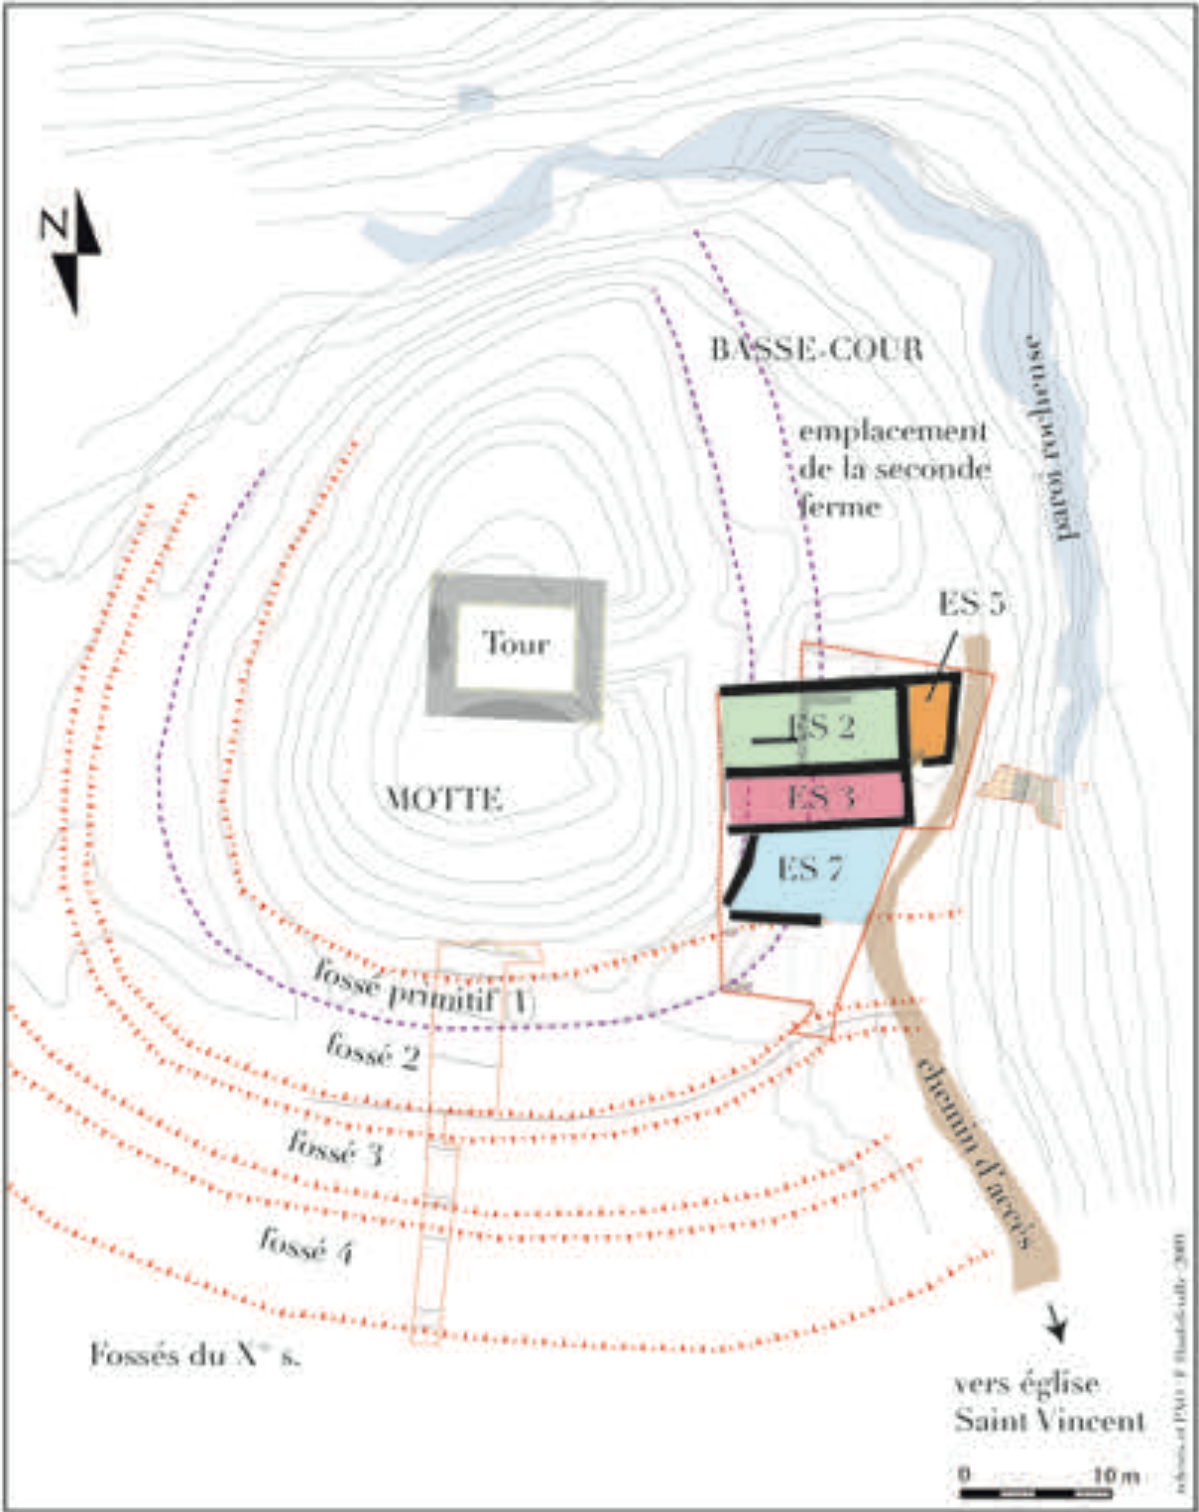 N
BASSE-COUR
emplacement
de la seconde
ferme
paroi rocheuse
ES 5
Tour
ES 2
MOTTE
ES 3
ES 7
fossé primitif 1
fossé 2
fossé 3
fossé 4
chemin d'accès
Fossés du X° s.
vers église
Saint Vincent
0 10 m